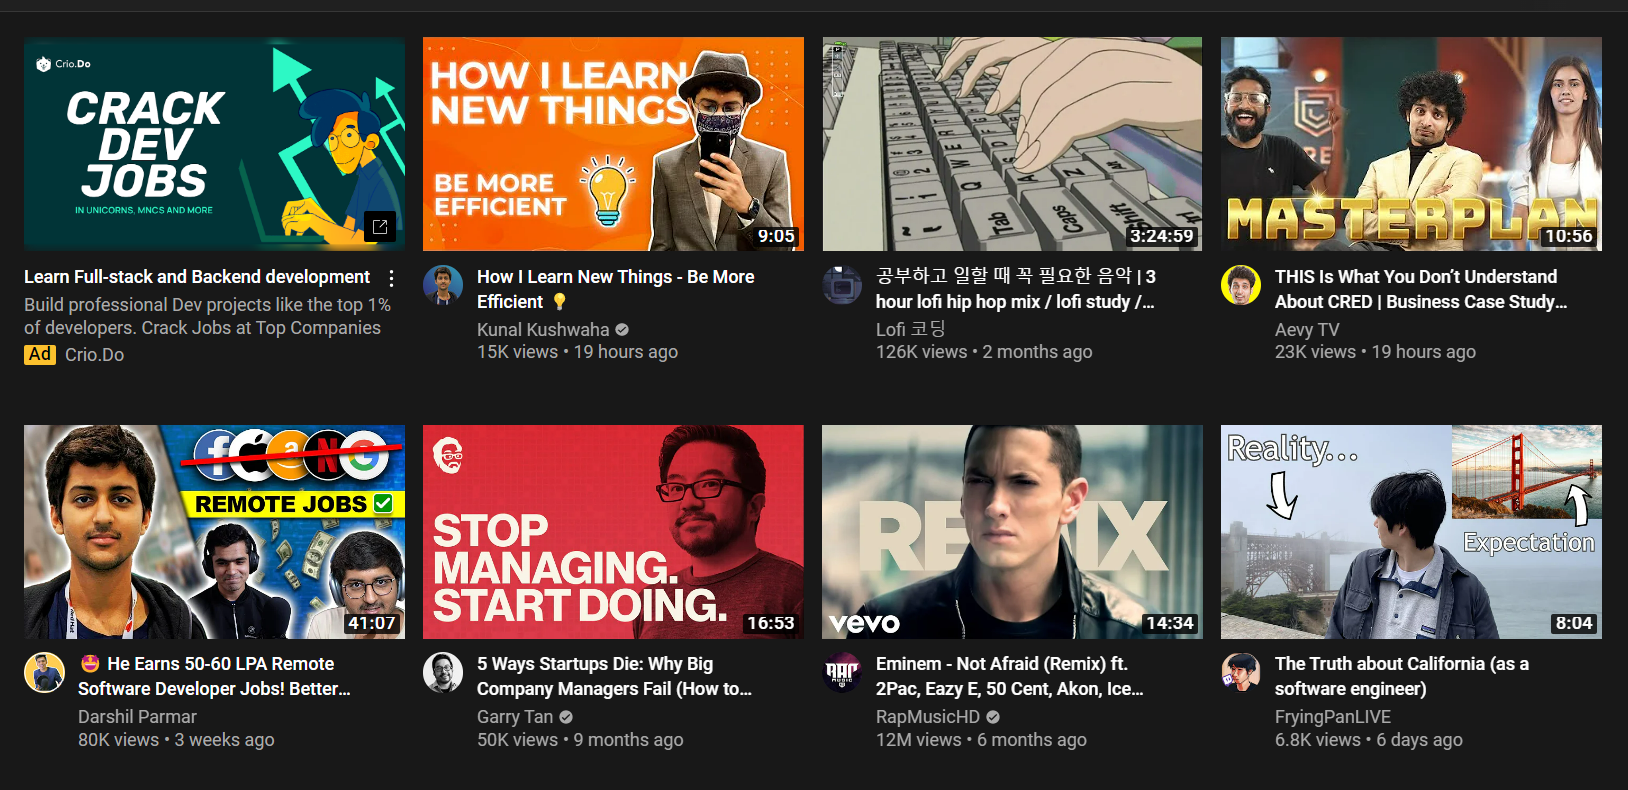 Crio.Do
CRACK
DEV
JOBS
IN UNICORNS, MNCS AND MORE
Learn Full-stack and Backend development
Build professional Dev projects like the top 1%
of developers. Crack Jobs at Top Companies
Ad Crio.Do
HOW I LEARN
NEW THINGS
BE MORE
EFFICIENT
9:05
How I Learn New Things - Be More
Efficient 💡
Kunal Kushwaha
15K views • 19 hours ago
Tab
Caps
Shift
3:24:59
공부하고 일할 때 꼭 필요한 음악 | 3
hour lofi hip hop mix / lofi study /...
Lofi 코딩
126K views • 2 months ago
MASTERPLAN
10:56
THIS Is What You Don’t Understand
About CRED | Business Case Study...
Aevy TV
23K views • 19 hours ago
REMOTE JOBS ✅
41:07
🤩 He Earns 50-60 LPA Remote
Software Developer Jobs! Better...
Darshil Parmar
80K views • 3 weeks ago
STOP
MANAGING.
START DOING.
16:53
5 Ways Startups Die: Why Big
Company Managers Fail (How to...
Garry Tan
50K views • 9 months ago
REMIX
vevo
14:34
RAP
MUSIC
Eminem - Not Afraid (Remix) ft.
2Pac, Eazy E, 50 Cent, Akon, Ice...
RapMusicHD
12M views • 6 months ago
Reality...
Expectation
8:04
The Truth about California (as a
software engineer)
FryingPanLIVE
6.8K views • 6 days ago